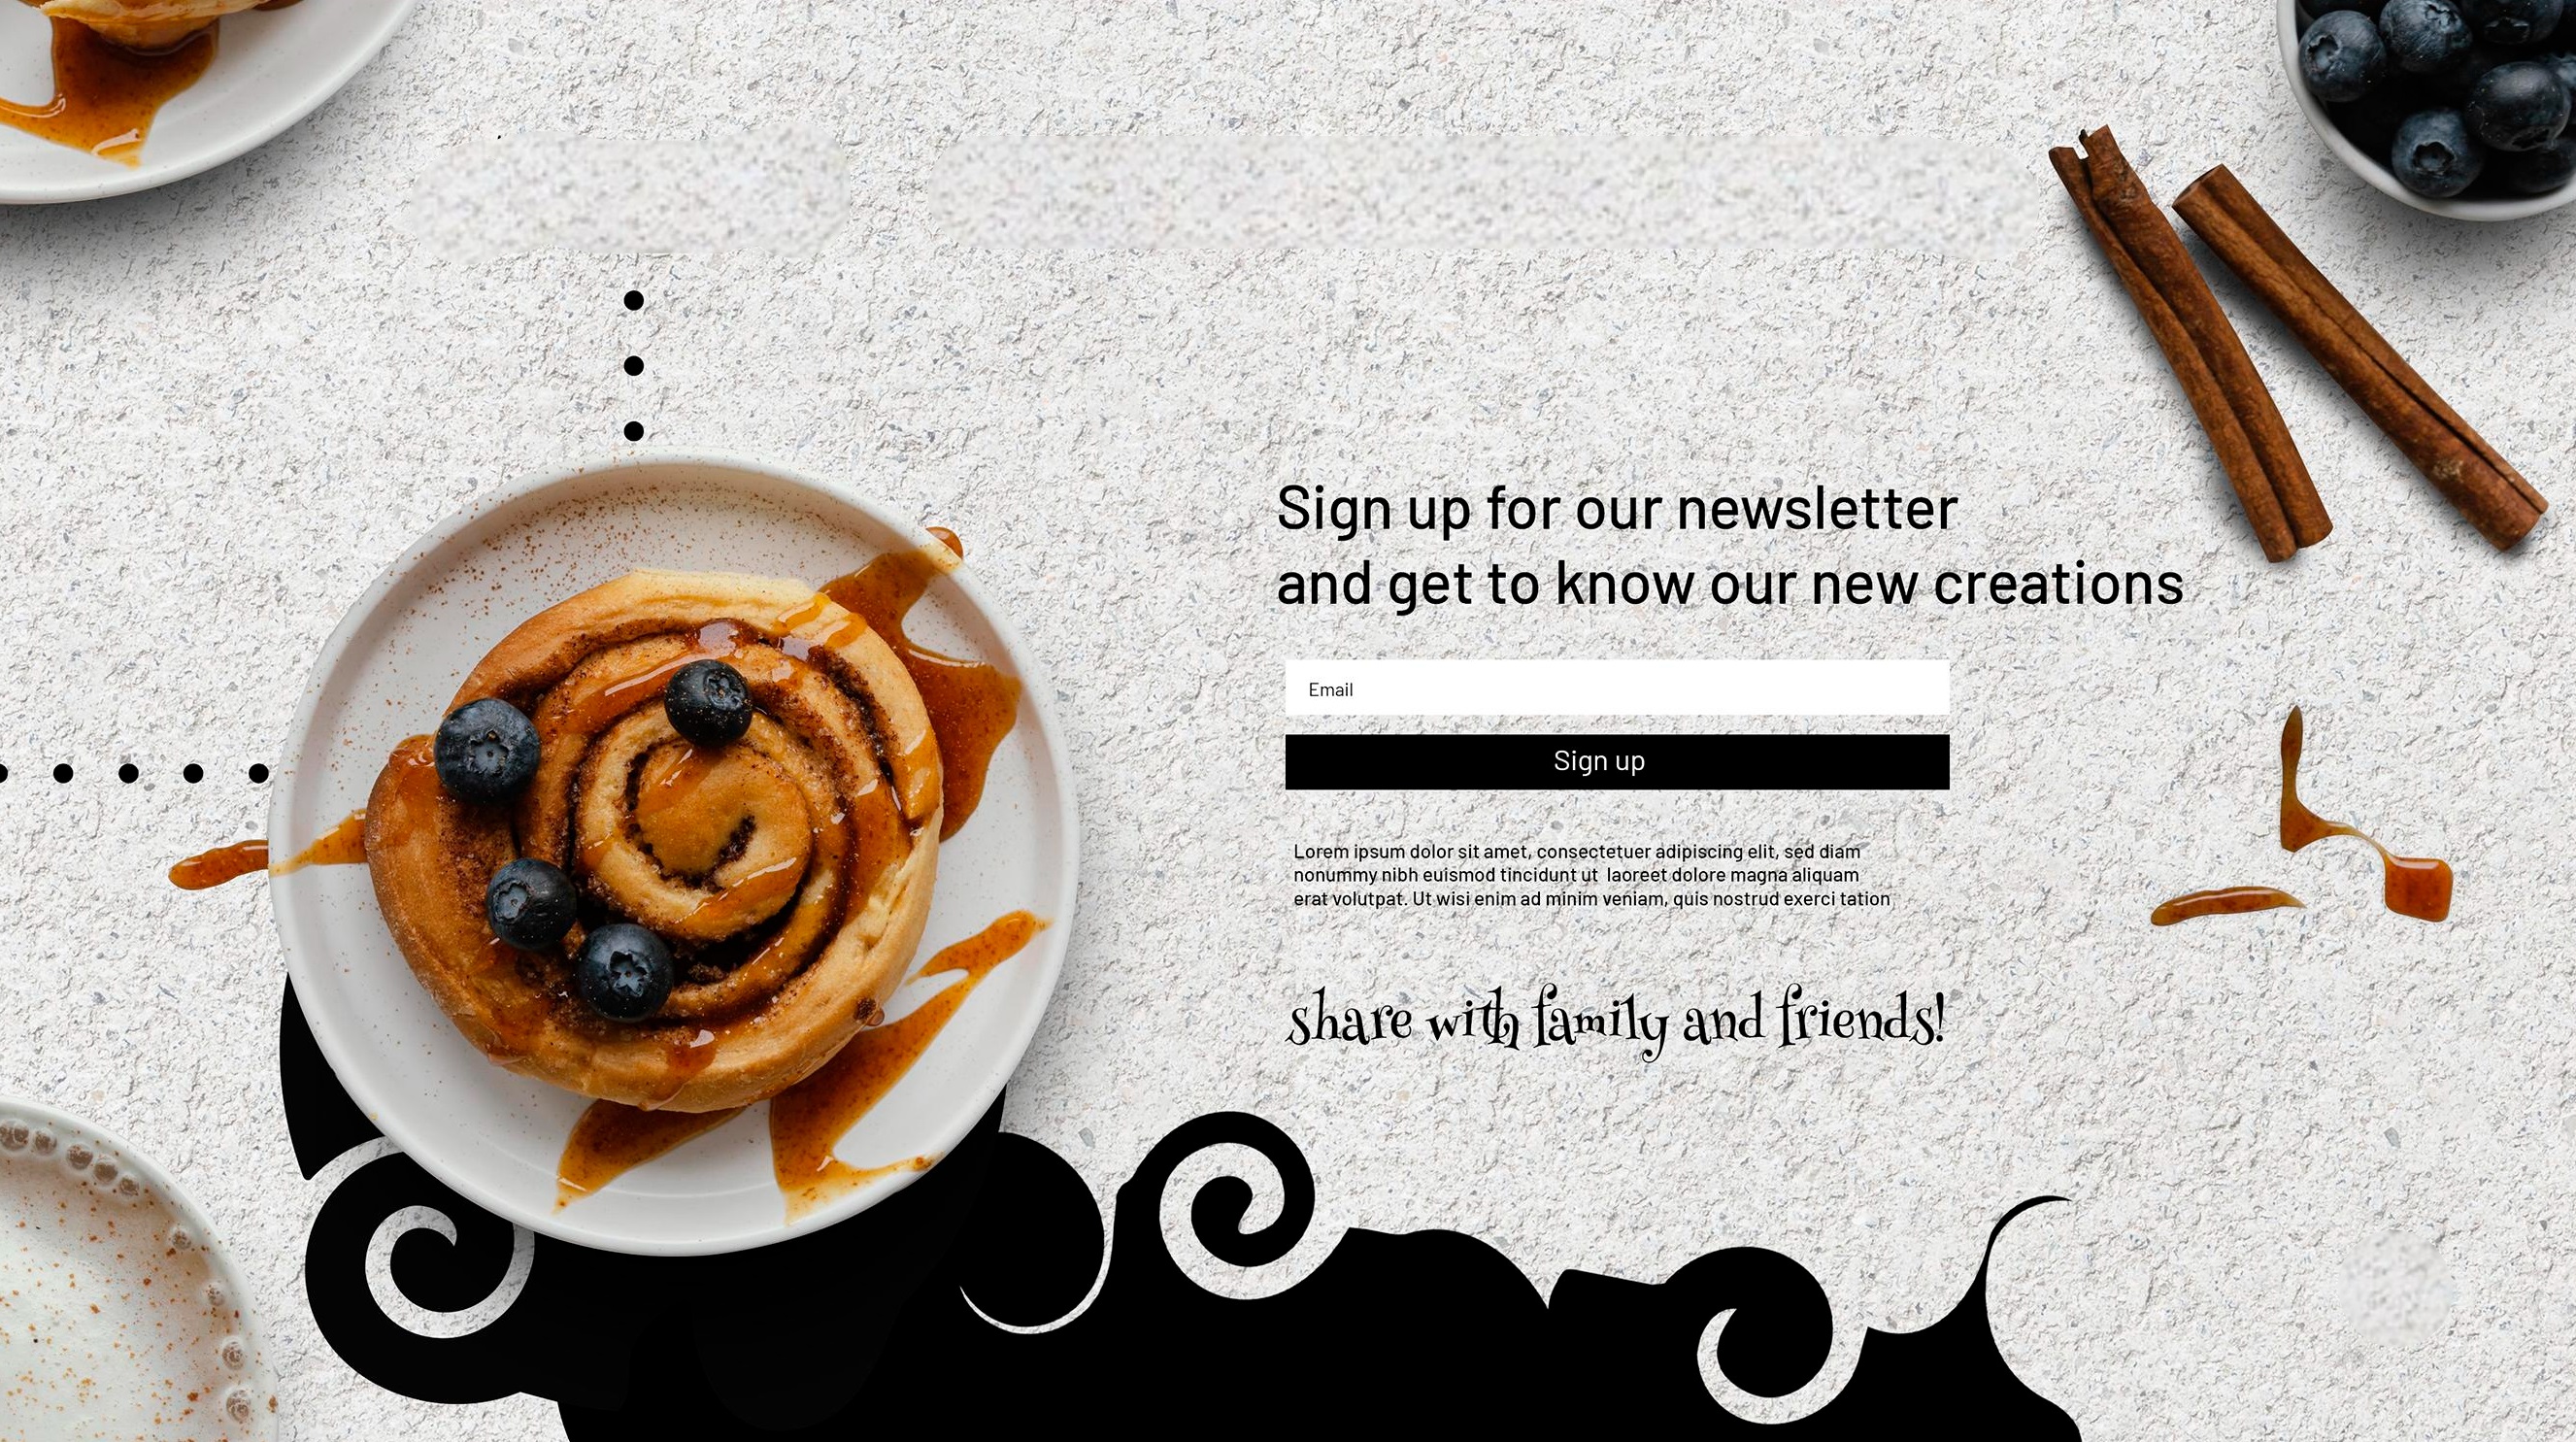 Sign up for our newsletter
and get to know our new creations
Email
Sign up
Lorem ipsum dolor sit amet, consectetuer adipiscing elit, sed diam
nonummy nibh euismod tincidunt ut laoreet dolore magna aliquam
erat volutpat. Ut wisi enim ad minim veniam, quis nostrud exerci tation
share with family and friends!